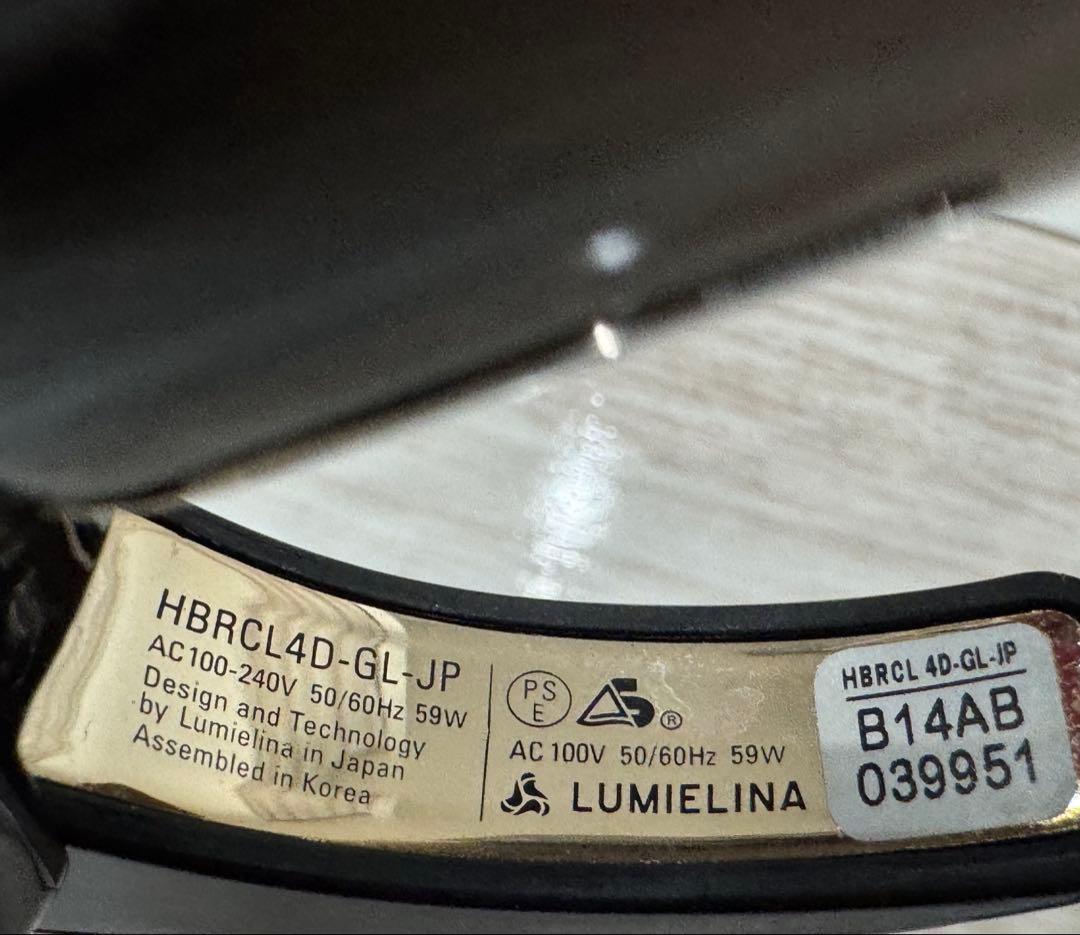 HBRCL4D-GL-JP
AC100-240V 50/60Hz 59W
Design and Technology
by Lumielina in Japan
Assembled in Korea
PS
E
®
AC 100V 50/60Hz 59W
LUMIELINA
HBRCL 4D-GL-JP
B14AB
039951